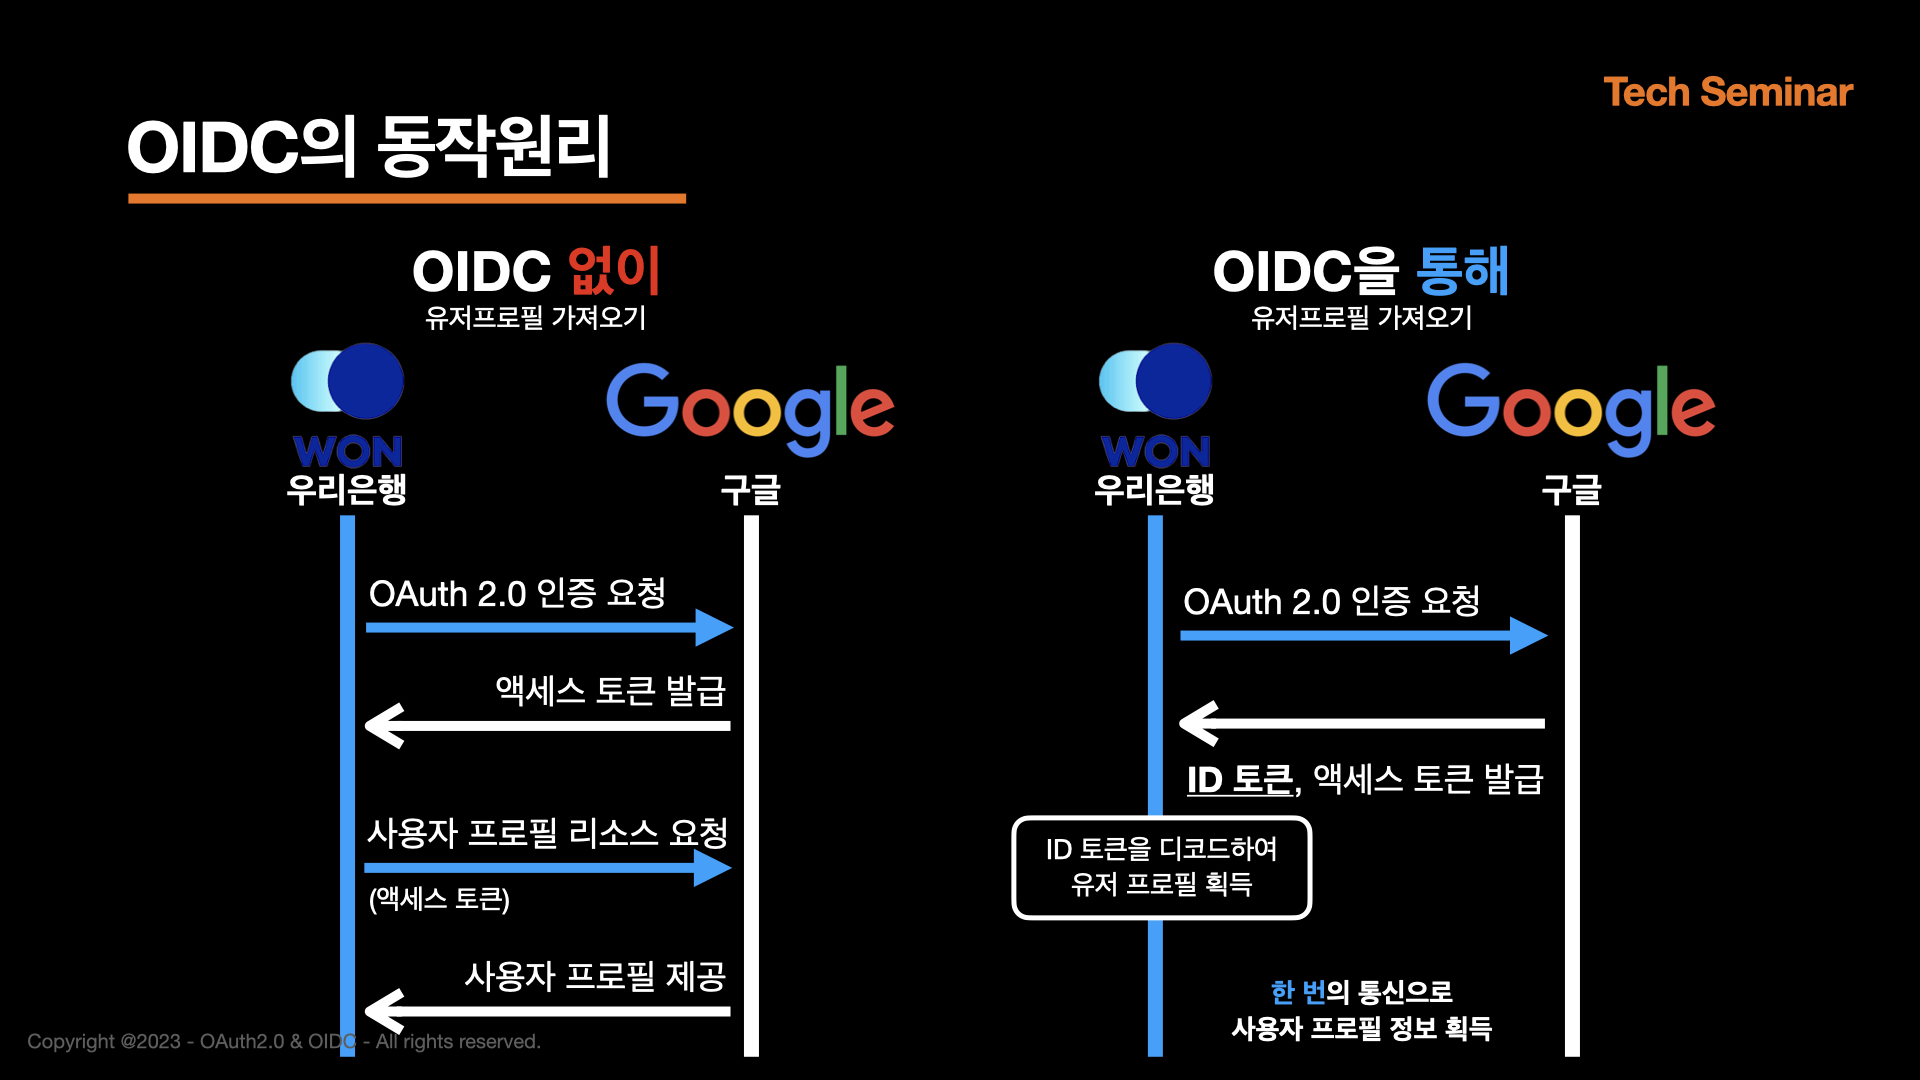 Tech Seminar
OIDC의 동작원리
OIDC 없이
유저프로필 가져오기
WON
우리은행
Google
구글
OAuth 2.0 인증 요청
액세스 토큰 발급
사용자 프로필 리소스 요청
(액세스 토큰)
사용자 프로필 제공
OIDC을 통해
유저프로필 가져오기
WON
우리은행
Google
구글
OAuth 2.0 인증 요청
ID 토큰, 액세스 토큰 발급
ID 토큰을 디코드하여
유저 프로필 획득
한 번의 통신으로
사용자 프로필 정보 획득
Copyright @2023 - OAuth2.0 & OIDC - All rights reserved.